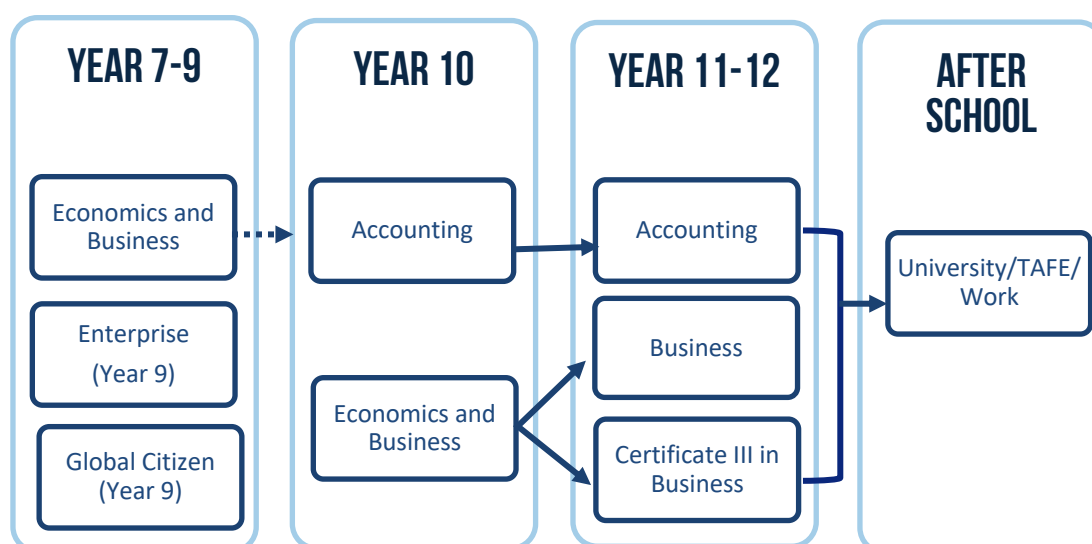 YEAR 7-9
Economics and
Business
Enterprise
(Year 9)
Global Citizen
(Year 9)
YEAR 10
Accounting
Economics and
Business
YEAR 11-12
Accounting
Business
Certificate III in
Business
AFTER
SCHOOL
University/TAFE/
Work